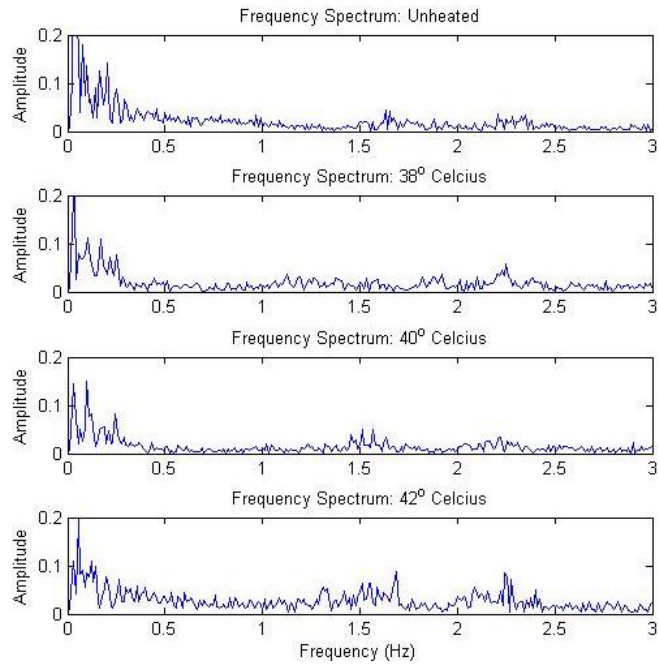 Frequency Spectrum: Unheated
0.2
0.1
0
Amplitude
0 0.5 1 1.5 2 2.5 3
Frequency Spectrum: 38o Celcius
0.2
0.1
0
Amplitude
0 0.5 1 1.5 2 2.5 3
Frequency Spectrum: 40o Celcius
0.2
0.1
0
Amplitude
0 0.5 1 1.5 2 2.5 3
Frequency Spectrum: 42o Celcius
0.2
0.1
0
Amplitude
0 0.5 1 1.5 2 2.5 3
Frequency (Hz)